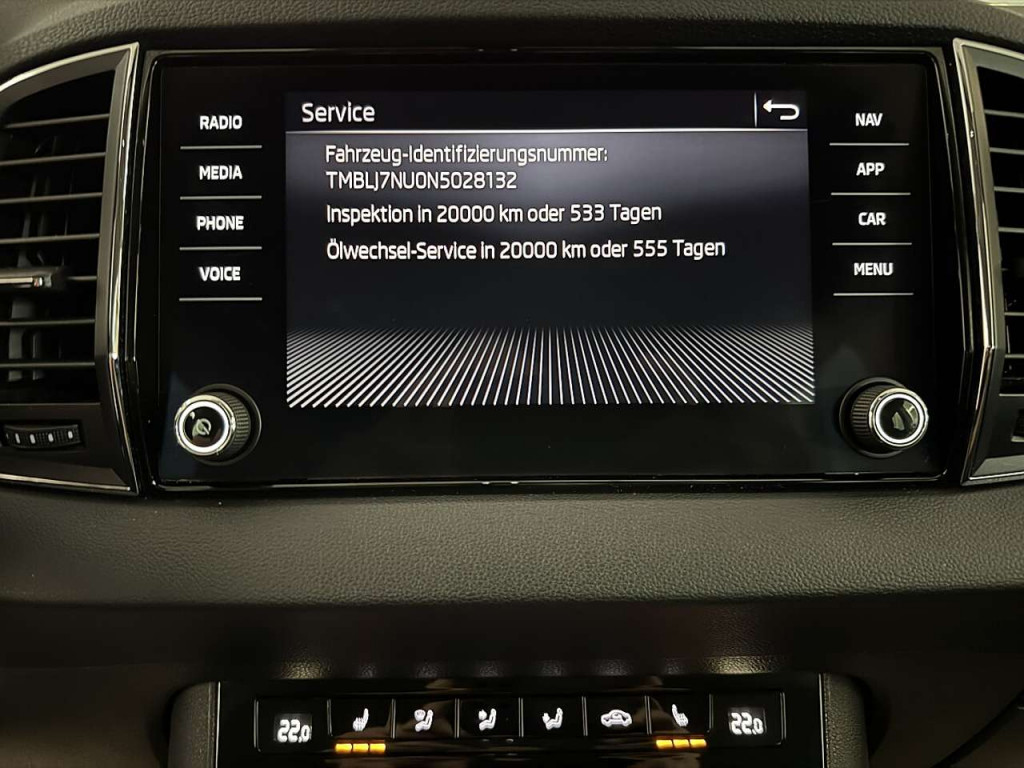 Service
RADIO
MEDIA
PHONE
VOICE
Fahrzeug-Identifizierungsnummer:
TMBLJ7NU0N5028132
Inspektion in 20000 km oder 533 Tagen
Ölwechsel-Service in 20000 km oder 555 Tagen
NAV
APP
CAR
MENU
22.0
22.0